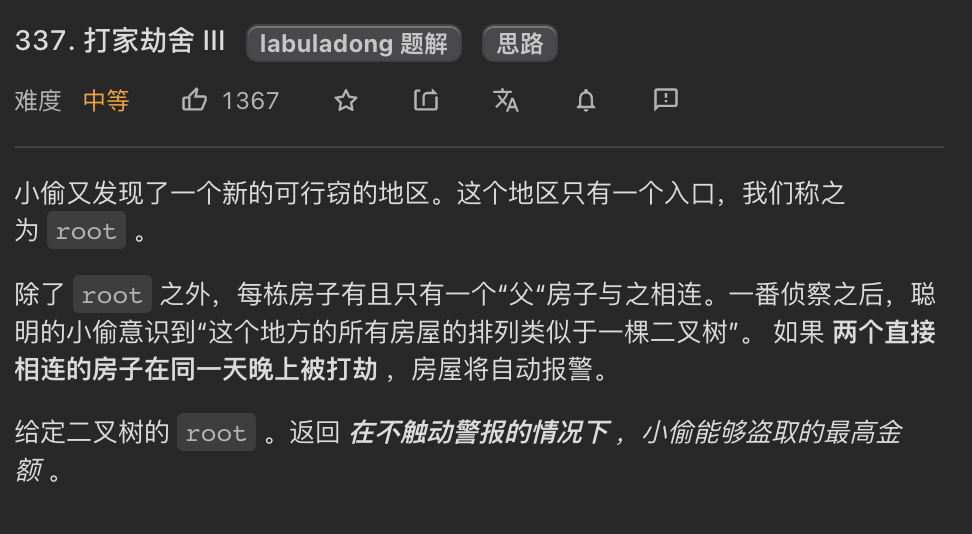 337. 打家劫舍 III labuladong 题解 思路
难度 中等 1367
小偷又发现了一个新的可行窃的地区。这个地区只有一个入口，我们称之
为 root 。
除了 root 之外，每栋房子有且只有一个“父“房子与之相连。一番侦察之后，聪
明的小偷意识到“这个地方的所有房屋的排列类似于一棵二叉树”。 如果 两个直接
相连的房子在同一天晚上被打劫 ，房屋将自动报警。
给定二叉树的 root 。返回 在不触动警报的情况下 ，小偷能够盗取的最高金
额 。